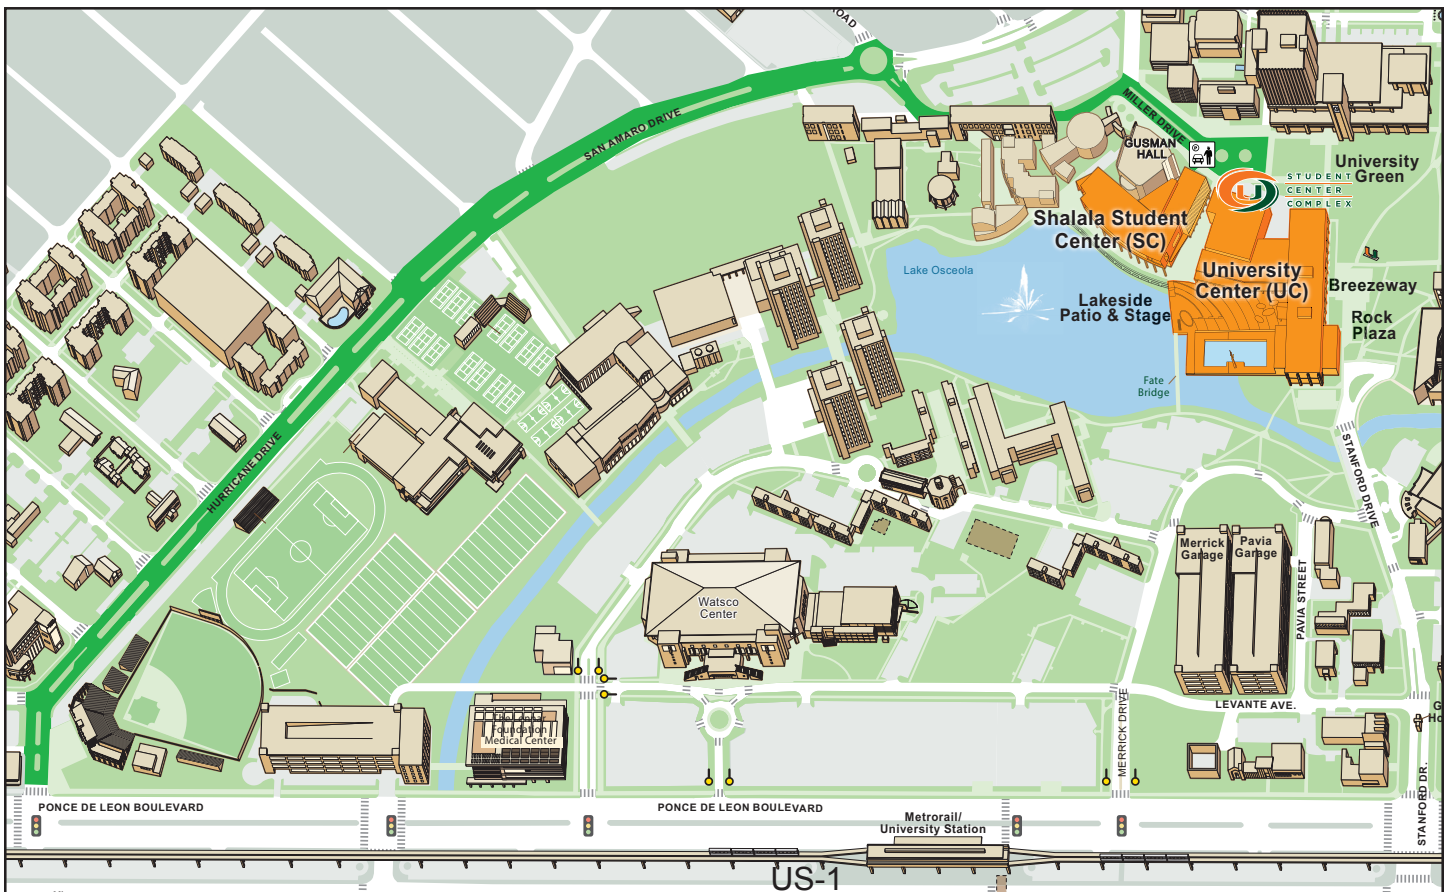 ROAD
SAN AMARO DRIVE
MILLER DRIVE
GUSMAN
HALL
P
University
Green
U
STUDENT
CENTER
COMPLEX
Shalala Student
Center (SC)
Lake Osceola
University
Center (UC)
Breezeway
Lakeside
Patio & Stage
Rock
Plaza
Fate
Bridge
HURRICANE DRIVE
STANFORD DRIVE
Merrick
Garage
Pavia
Garage
PAVIA STREET
Watsco
Center
MERRICK DRIVE
LEVANTE AVE.
The Lennar
Foundation
Medical Center
G
Ho
STANFORD DR.
PONCE DE LEON BOULEVARD
PONCE DE LEON BOULEVARD
Metrorail/
University Station
US-1